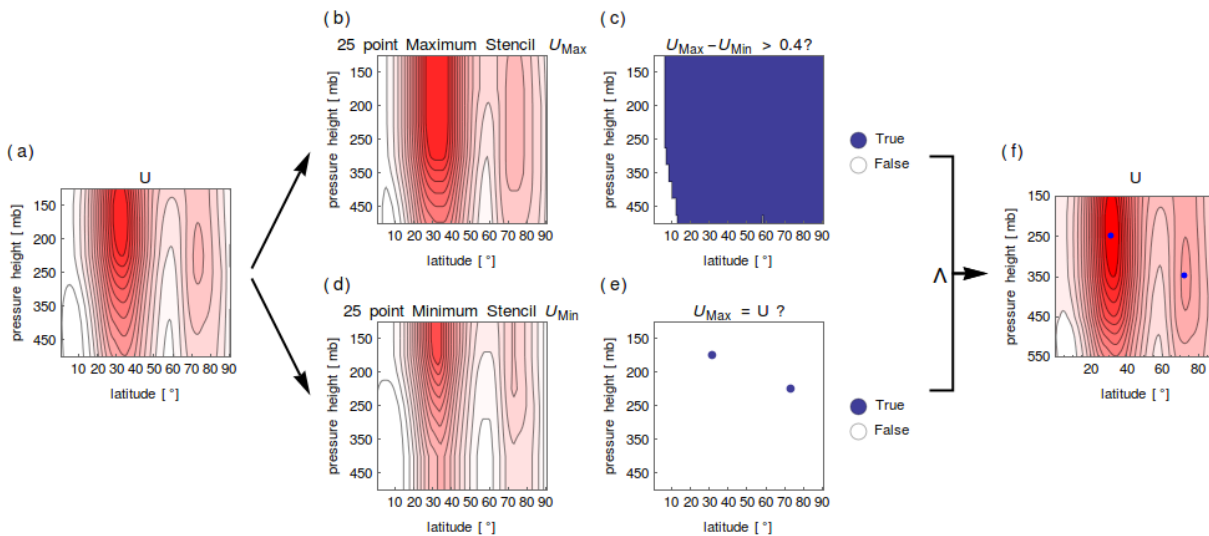 (a)
U
pressure height [mb]
150
250
350
450
10 20 30 40 50 60 70 80 90
latitude [°]
(b)
25 point Maximum Stencil U_Max
pressure height [mb]
150
200
250
350
450
10 20 30 40 50 60 70 80 90
latitude [°]
(c)
U_Max − U_Min > 0.4?
pressure height [mb]
150
200
250
350
450
10 20 30 40 50 60 70 80 90
True
False
(d)
25 point Minimum Stencil U_Min
pressure height [mb]
150
200
250
350
450
10 20 30 40 50 60 70 80 90
latitude [°]
(e)
U_Max = U ?
pressure height [mb]
150
200
250
350
450
10 20 30 40 50 60 70 80 90
latitude [°]
True
False
Λ
(f)
U
pressure height [mb]
150
250
350
450
550
20 40 60 80
latitude [°]